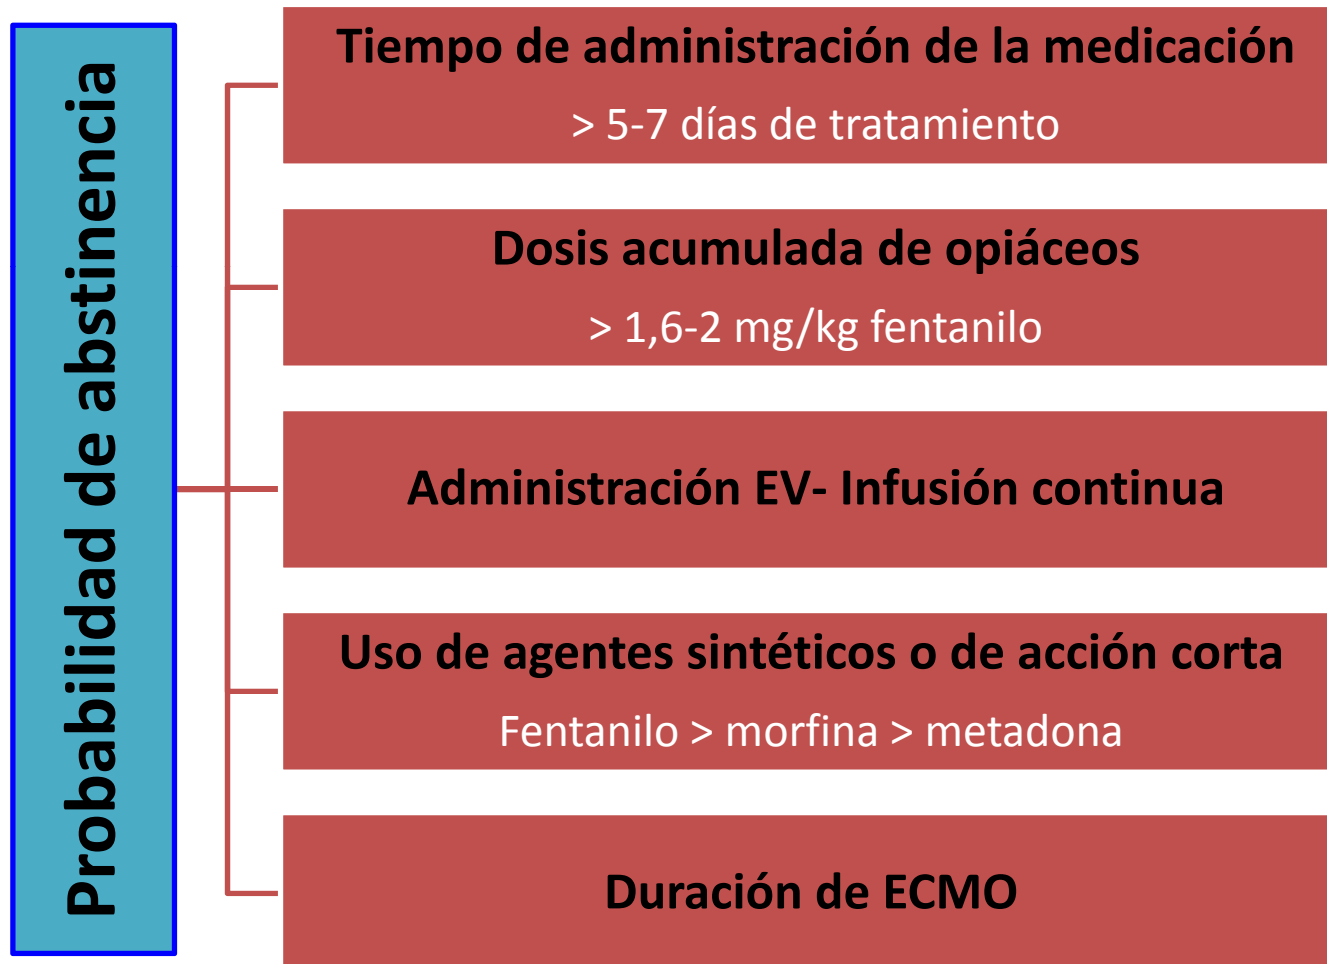 Probabilidad de abstinencia
Tiempo de administración de la medicación
> 5-7 días de tratamiento
Dosis acumulada de opiáceos
> 1,6-2 mg/kg fentanilo
Administración EV- Infusión continua
Uso de agentes sintéticos o de acción corta
Fentanilo > morfina > metadona
Duración de ECMO